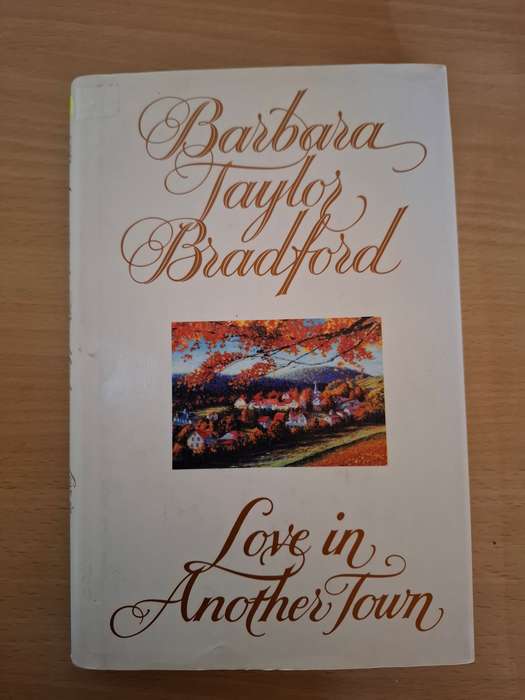 Barbara
Taylor
Bradford
Love in
Another Town